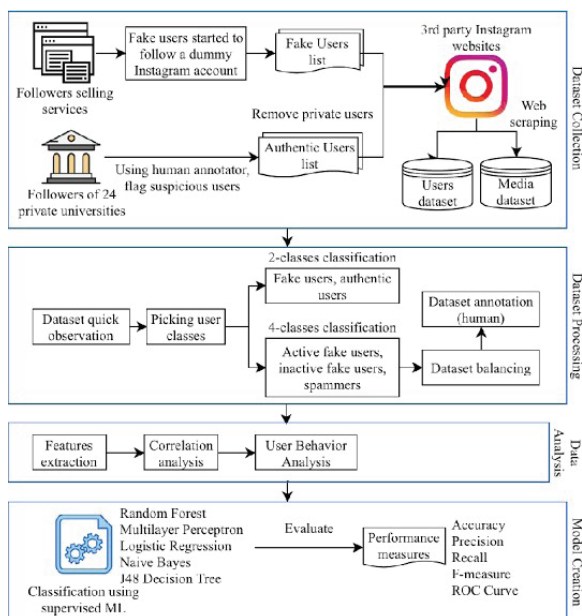 Followers selling
services
Fake users started to
follow a dummy
Instagram account
Fake Users
list
3rd party Instagram
websites
Followers of 24
private universities
Using human annotator,
flag suspicious users
Remove private users
Authentic Users
list
Web
scraping
Users
dataset
Media
dataset
Dataset Collection
Dataset quick
observation
Picking user
classes
2-classes classification
Fake users, authentic
users
4-classes classification
Active fake users,
inactive fake users,
spammers
Dataset annotation
(human)
Dataset balancing
Dataset Processing
Features
extraction
Correlation
analysis
User Behavior
Analysis
Data
Analysis
Random Forest
Multilayer Perceptron
Logistic Regression
Naive Bayes
J48 Decision Tree
Classification using
supervised ML
Evaluate
Performance
measures
Accuracy
Precision
Recall
F-measure
ROC Curve
Model Creation